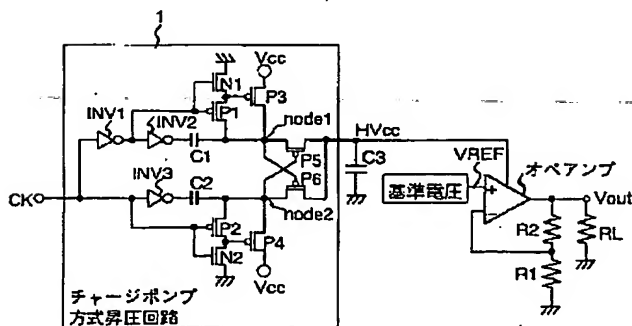 1
Vcc
N1
P3
INV1
INV2
P1
node1
HVcc
C1
P5
P6
C3
VREF
オペアンプ
INV3
C2
基準電圧
+
−
Vout
CK
node2
P2
P4
R2
RL
N2
R1
Vcc
チャージポンプ
方式昇圧回路